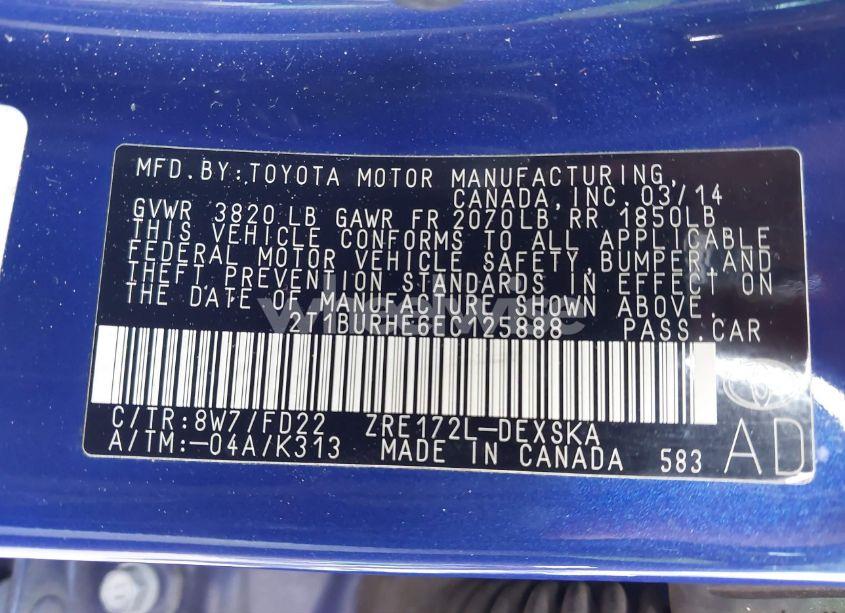 MFD.BY:TOYOTA MOTOR MANUFACTURING,
CANADA,INC. 03/14
GVWR 3820 LB GAWR FR 2070LB RR 1850LB
THIS VEHICLE CONFORMS TO ALL APPLICABLE
FEDERAL MOTOR VEHICLE SAFETY,BUMPER,AND
THEFT PREVENTION STANDARDS IN EFFECT ON
THE DATE OF MANUFACTURE SHOWN ABOVE.
2T1BURHE6EC125888 PASS.CAR
C/TR:8W7/FD22 ZRE172L-DEXSKA
A/TM:-04A/K313 MADE IN CANADA 583
AD